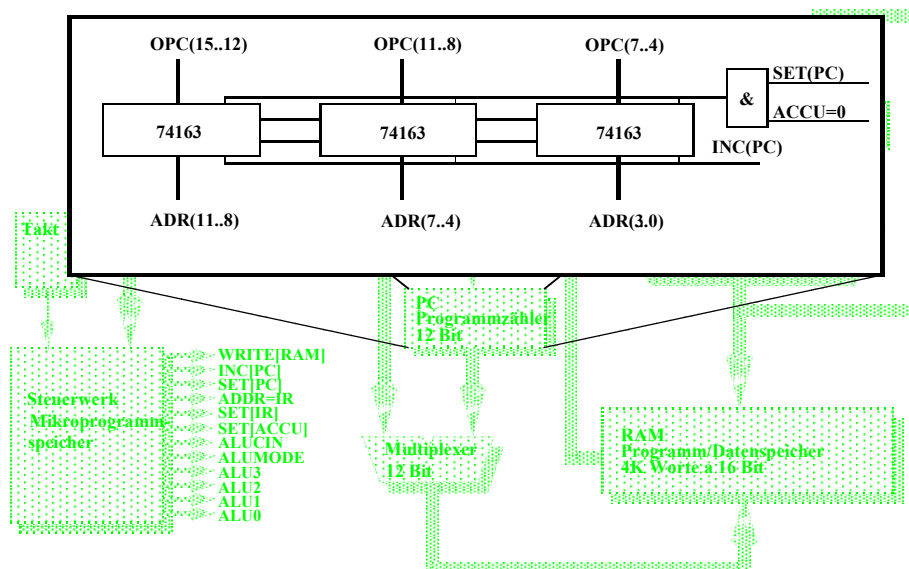 OPC(15..12)
OPC(11..8)
OPC(7..4)
SET(PC)
&
74163
74163
74163
ACCU=0
INC(PC)
ADR(11..8)
ADR(7..4)
ADR(3.0)
Takt
PC
Programmzähler
12 Bit
WRITE[RAM]
INC[PC]
SET[PC]
ADDR=IR
SET[IR]
SET[ACCU]
ALUCIN
ALUMODE
ALU3
ALU2
ALU1
ALU0
Steuerwerk
Mikroprogramm-
speicher
Multiplexer
12 Bit
RAM
Programm/Datenspeicher
4K Worte à 16 Bit